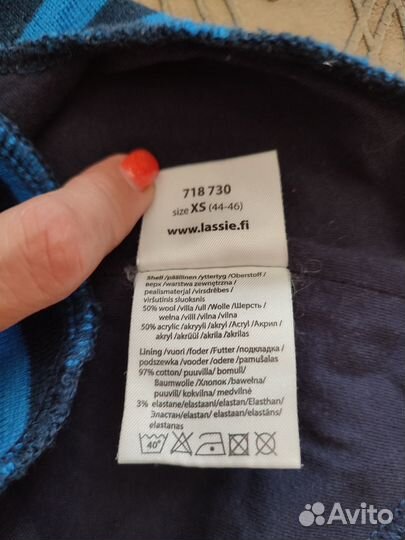 718 730
size XS (44-46)
www.lassie.fi
Shell /päällinen /yttertyg /Oberstoff/
верх /warstwa zewnętrzna /
pealismaterjal /virsdrēbes/
viršutinis sluoksnis
50% wool /villa /ull /Wolle /Шерсть /
wełna /vill /vilna /vilna
50% acrylic /akryyli /akryl /Acryl /Акрил /
akryl /akrüül /akrils /akrilas
Lining /vuori /foder /Futter /подкладка/
podszewka /vooder /odere/ pamušalas
97% cotton/ puuvilla/ bomull/
Baumwolle /Хлопок /bawełna/
puuvill/ kokvilna/ medvilnė
3% elastane/elastaani/elastan/Elasthan/
Эластан/elastan/elastaan/elastāns/
elastanas
40°
Avito